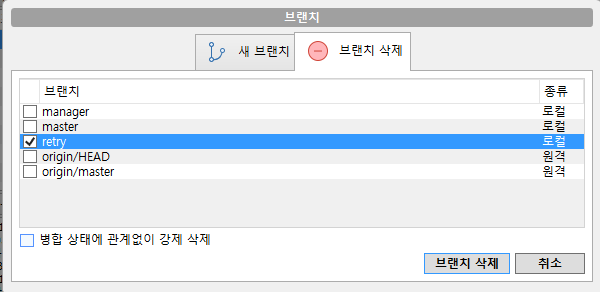 브랜치
새 브랜치
브랜치 삭제
브랜치 종류
manager 로컬
master 로컬
retry 로컬
origin/HEAD 원격
origin/master 원격
병합 상태에 관계없이 강제 삭제
브랜치 삭제 취소